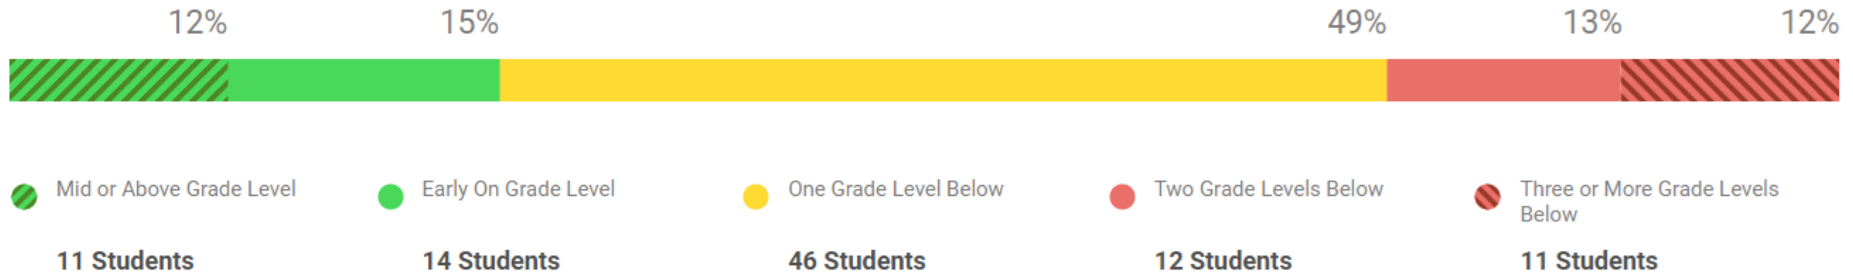 12% 15% 49% 13% 12%
Mid or Above Grade Level
11 Students
Early On Grade Level
14 Students
One Grade Level Below
46 Students
Two Grade Levels Below
12 Students
Three or More Grade Levels
Below
11 Students